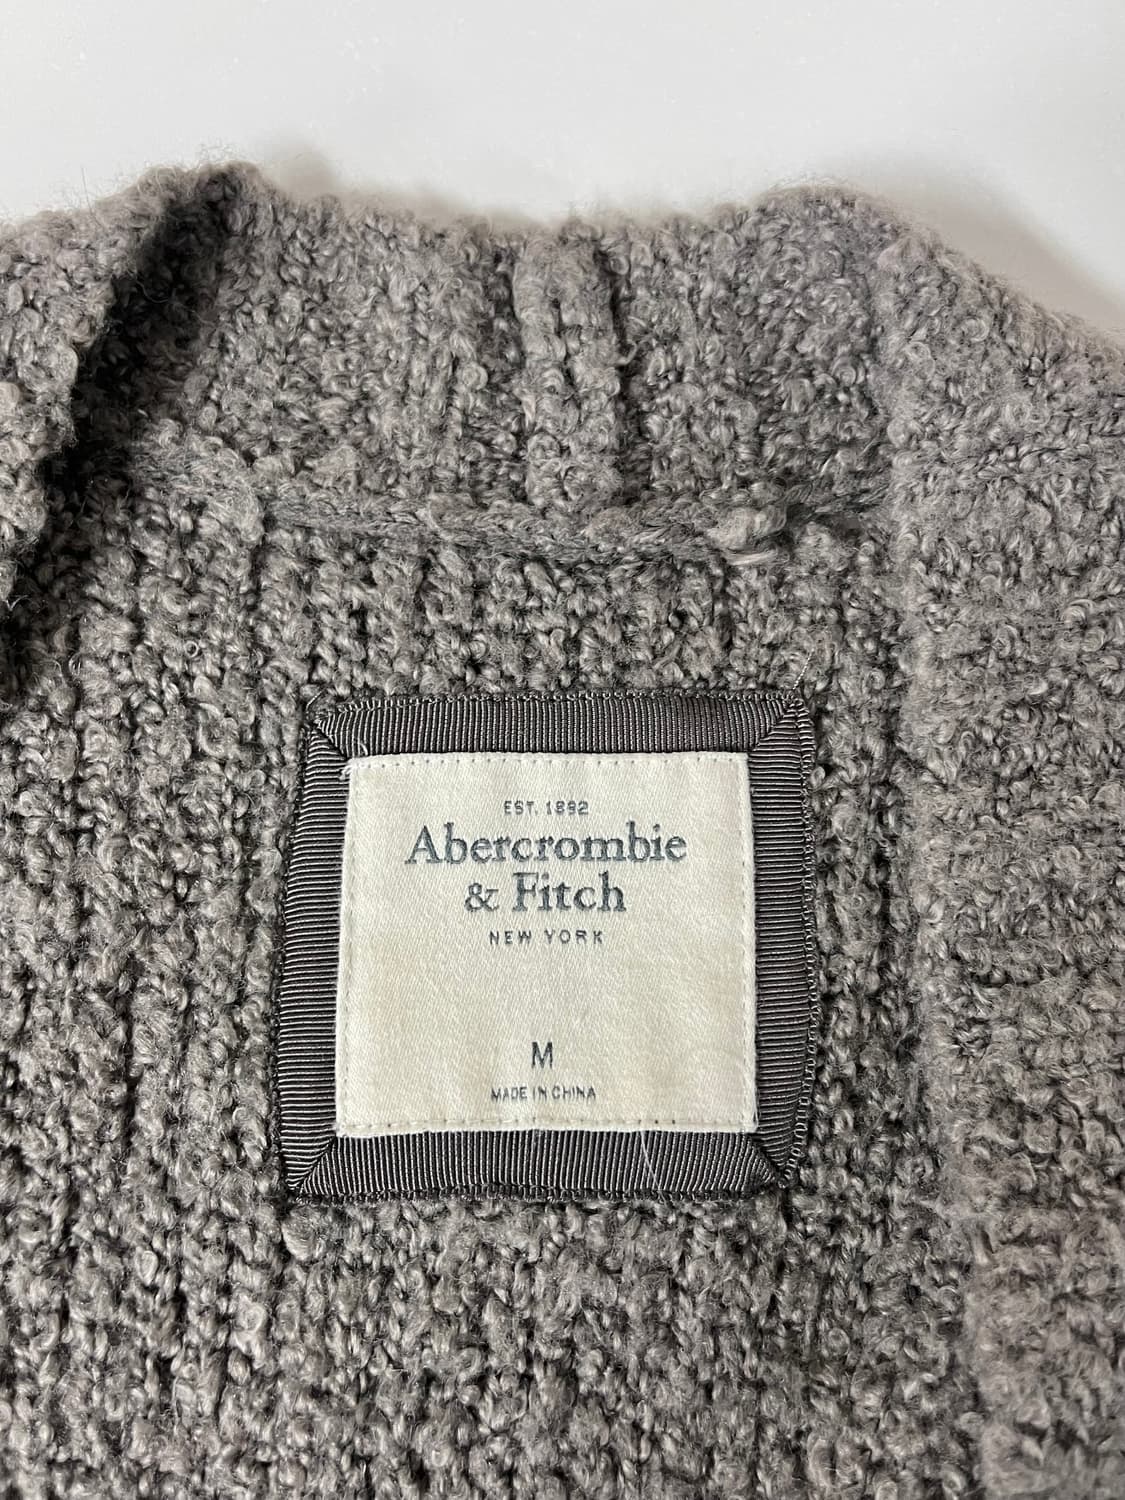 EST. 1892
Abercrombie
& Fitch
NEW YORK
M
MADE IN CHINA